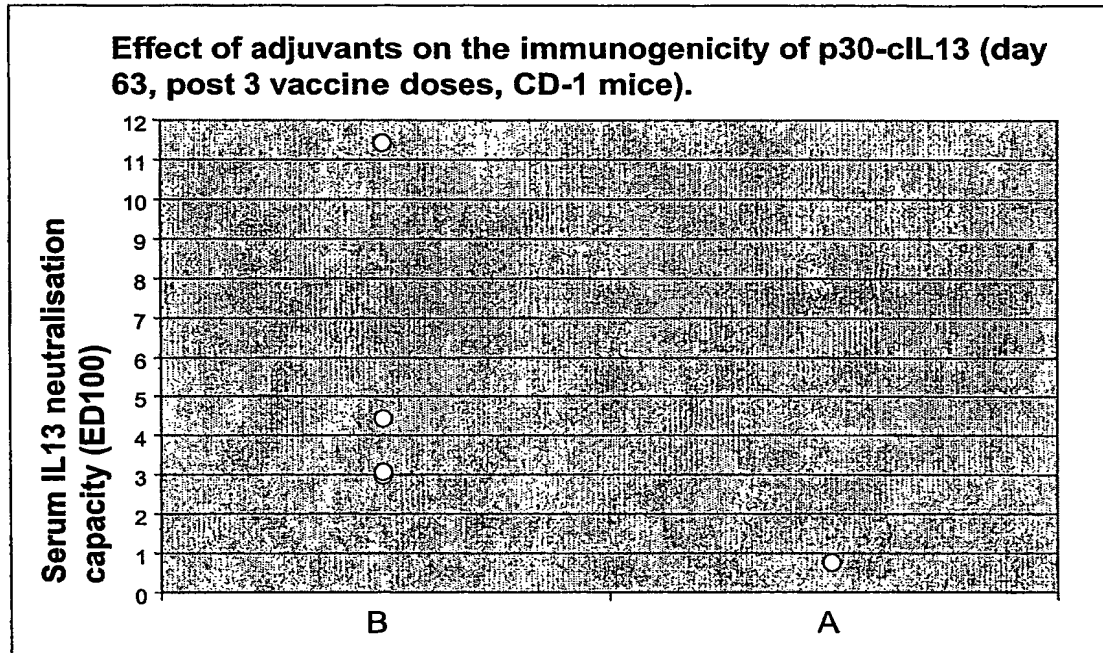 Effect of adjuvants on the immunogenicity of p30-cIL13 (day
63, post 3 vaccine doses, CD-1 mice).
Serum IL13 neutralisation
capacity (ED100)
12
11
10
9
8
7
6
5
4
3
2
1
0
B
A